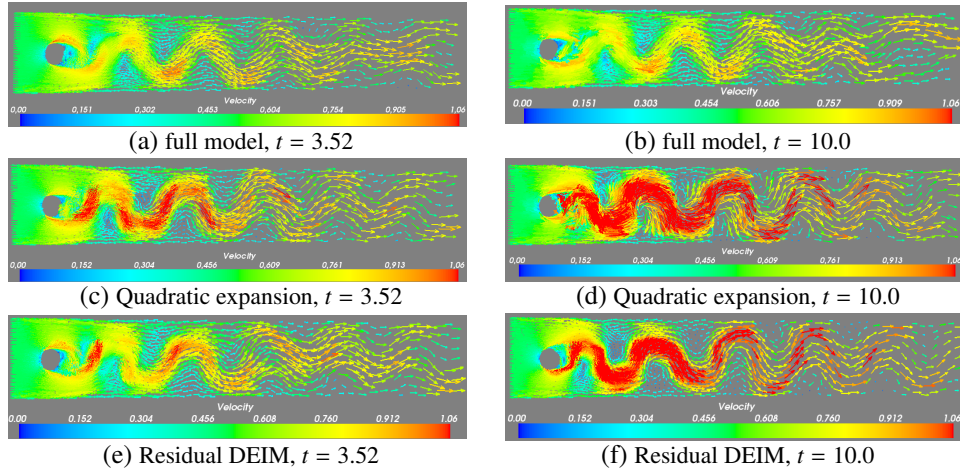 Velocity
0.00 0.151 0.302 0.453 0.604 0.754 0.905 1.06
(a) full model, t = 3.52
Velocity
0.00 0.151 0.303 0.454 0.606 0.757 0.909 1.06
(b) full model, t = 10.0
Velocity
0.00 0.152 0.304 0.456 0.609 0.761 0.913 1.06
(c) Quadratic expansion, t = 3.52
Velocity
0.00 0.152 0.304 0.456 0.609 0.761 0.913 1.06
(d) Quadratic expansion, t = 10.0
Velocity
0.00 0.152 0.304 0.456 0.608 0.760 0.912 1.06
(e) Residual DEIM, t = 3.52
Velocity
0.00 0.152 0.304 0.456 0.608 0.760 0.912 1.06
(f) Residual DEIM, t = 10.0